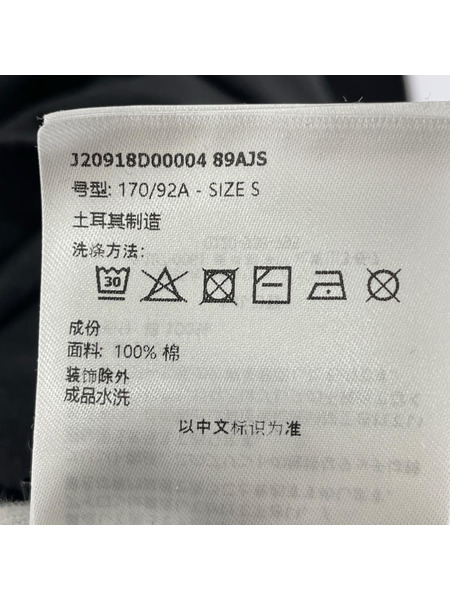 J20918D00004 89AJS
号型: 170/92A - SIZE S
土耳其制造
洗涤方法:
30
成份
面料: 100% 棉
装饰除外
成品水洗
以中文标识为准